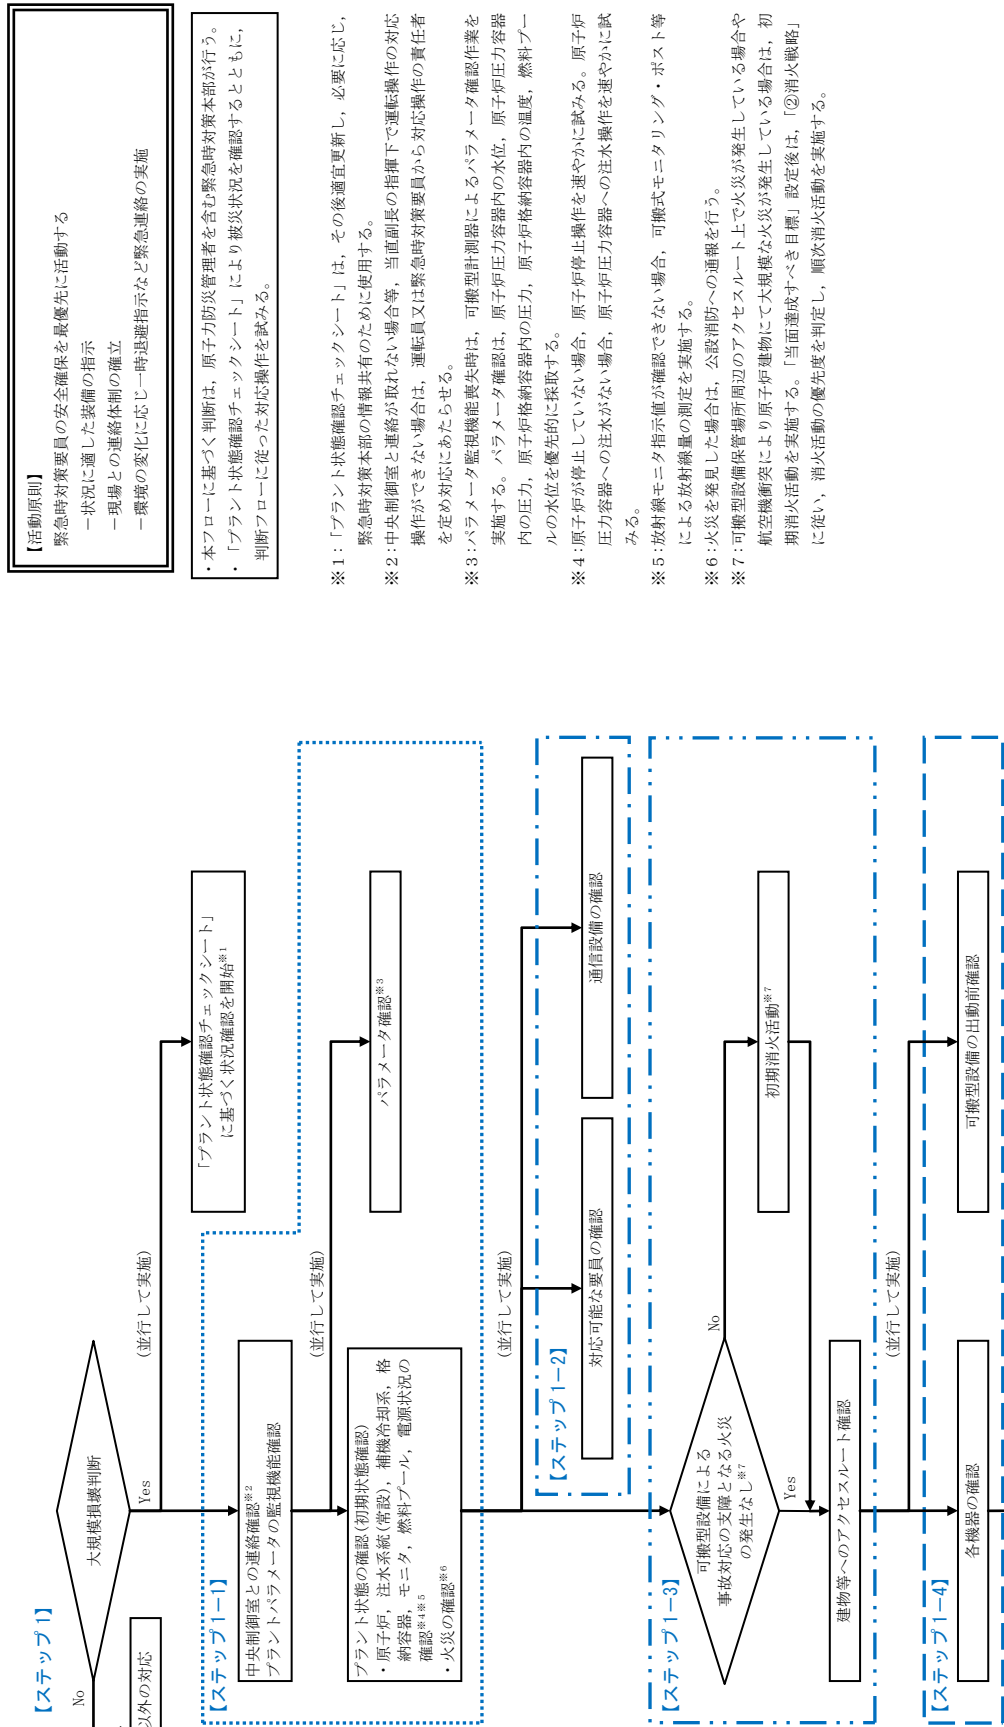 【ステップ1】
No
以外の対応
大規模損壊判断
Yes
(並行して実施)
「プラント状態確認チェックシート」
に基づく状況確認を開始※1
【ステップ1－1】
中央制御室との連絡確認※2
プラントパラメータの監視機能確認
(並行して実施)
パラメータ確認※3
プラント状態の確認(初期状態確認)
・原子炉，注水系統(常設)，補機冷却系，格
納容器，モニタ，燃料プール，電源状況の
確認※4※5
・火災の確認※6
(並行して実施)
【ステップ1－2】
対応可能な要員の確認
通信設備の確認
【ステップ1－3】
可搬型設備による
事故対応の支障となる火災
の発生なし※7
No
Yes
初期消火活動※7
建物等へのアクセスルート確認
(並行して実施)
【ステップ1－4】
各機器の確認
可搬型設備の出動前確認
【活動原則】
緊急時対策要員の安全確保を最優先に活動する
－状況に適した装備の指示
－現場との連絡体制の確立
－環境の変化に応じ一時退避指示など緊急連絡の実施
・本フローに基づく判断は，原子力防災管理者を含む緊急時対策本部が行う。
・「プラント状態確認チェックシート」により被災状況を確認するとともに，
判断フローに従った対応操作を試みる。
※1：「プラント状態確認チェックシート」は，その後適宜更新し，必要に応じ，
緊急時対策本部の情報共有のために使用する。
※2：中央制御室と連絡が取れない場合等，当直副長の指揮下で運転操作の対応
操作ができない場合は，運転員又は緊急時対策要員から対応操作の責任者
を定め対応にあたらせる。
※3：パラメータ監視機能喪失時は，可搬型計測器によるパラメータ確認作業を
実施する。パラメータ確認は，原子炉圧力容器内の水位，原子炉圧力容器
内の圧力，原子炉格納容器内の圧力，原子炉格納容器内の温度，燃料プー
ルの水位を優先的に採取する。
※4：原子炉が停止していない場合，原子炉停止操作を速やかに試みる。原子炉
圧力容器への注水がない場合，原子炉圧力容器への注水操作を速やかに試
みる。
※5：放射線モニタ指示値が確認できない場合，可搬式モニタリング・ポスト等
による放射線量の測定を実施する。
※6：火災を発見した場合は，公設消防への通報を行う。
※7：可搬型設備保管場所周辺のアクセスルート上で火災が発生している場合や
航空機衝突により原子炉建物にて大規模な火災が発生している場合は，初
期消火活動を実施する。「当面達成すべき目標」設定後は，「②消火戦略」
に従い，消火活動の優先度を判定し，順次消火活動を実施する。